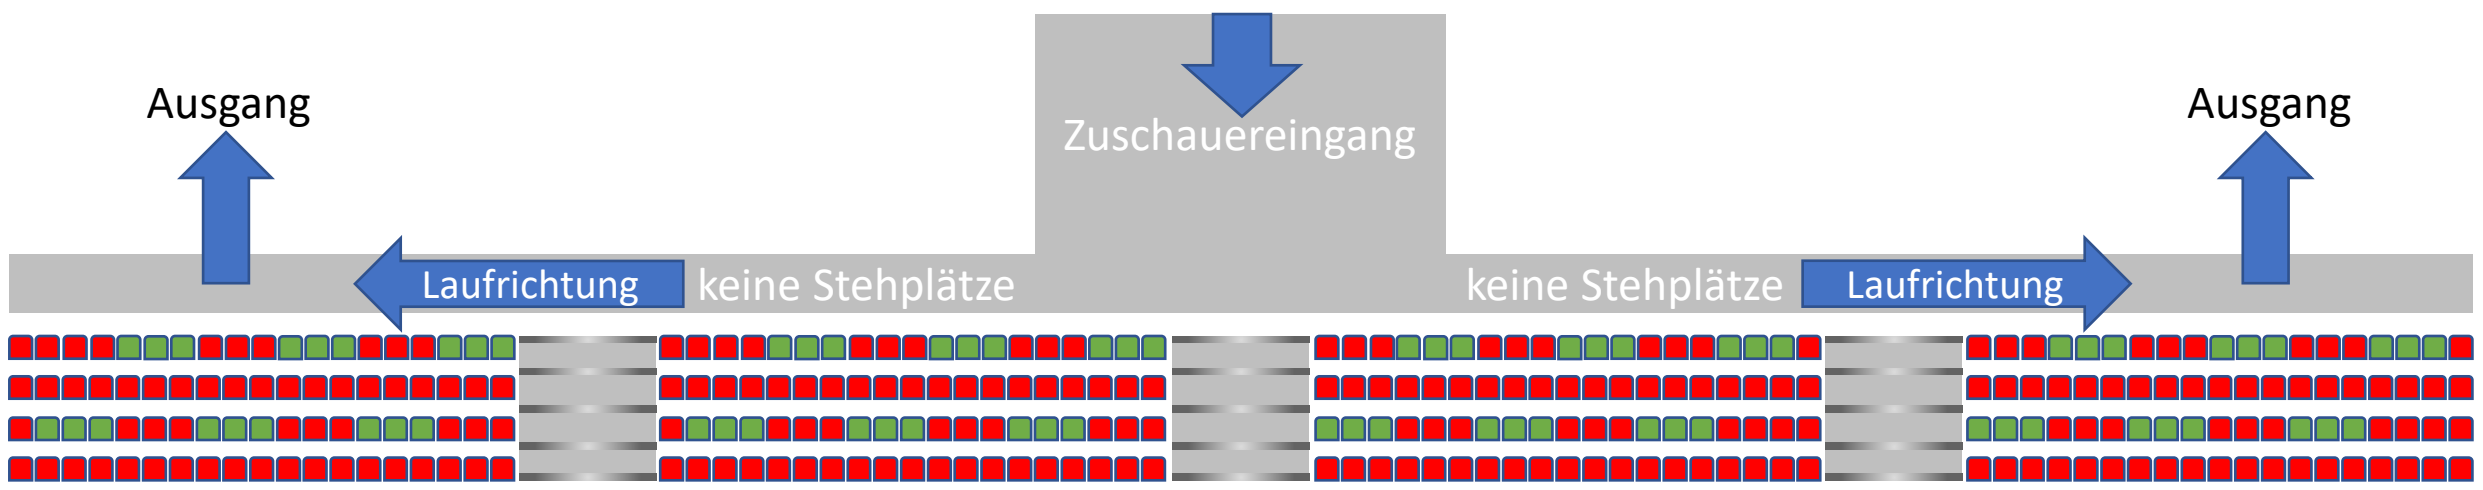 Ausgang
Zuschauereingang
Ausgang
Laufrichtung
keine Stehplätze
keine Stehplätze
Laufrichtung